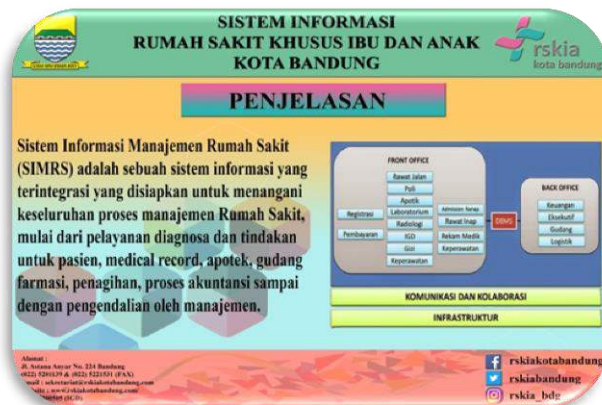 SISTEM INFORMASI
RUMAH SAKIT KHUSUS IBU DAN ANAK
KOTA BANDUNG
rskia
kota bandung
PENJELASAN
Sistem Informasi Manajemen Rumah Sakit
(SIMRS) adalah sebuah sistem informasi yang
terintegrasi yang disiapkan untuk menangani
keseluruhan proses manajemen Rumah Sakit,
mulai dari pelayanan diagnosa dan tindakan
untuk pasien, medical record, apotek, gudang
farmasi, penagihan, proses akuntansi sampai
dengan pengendalian oleh manajemen.
FRONT OFFICE
Registrasi
Pembayaran
Rawat Jalan
Poli
Apotik
Laboratorium
Radiologi
IGD
Gizi
Keperawatan
Rawat Inap
Rekam Medik
Keperawatan
DBMS
BACK OFFICE
Keuangan
Eksekutif
Gudang
Logistik
KOMUNIKASI DAN KOLABORASI
INFRASTRUKTUR
Alamat :
Jl. Astana Anyar No. 224 Bandung
(022) 5221531 (FAX)
rskiakotabandung
rskiabandung
rskia_bdg